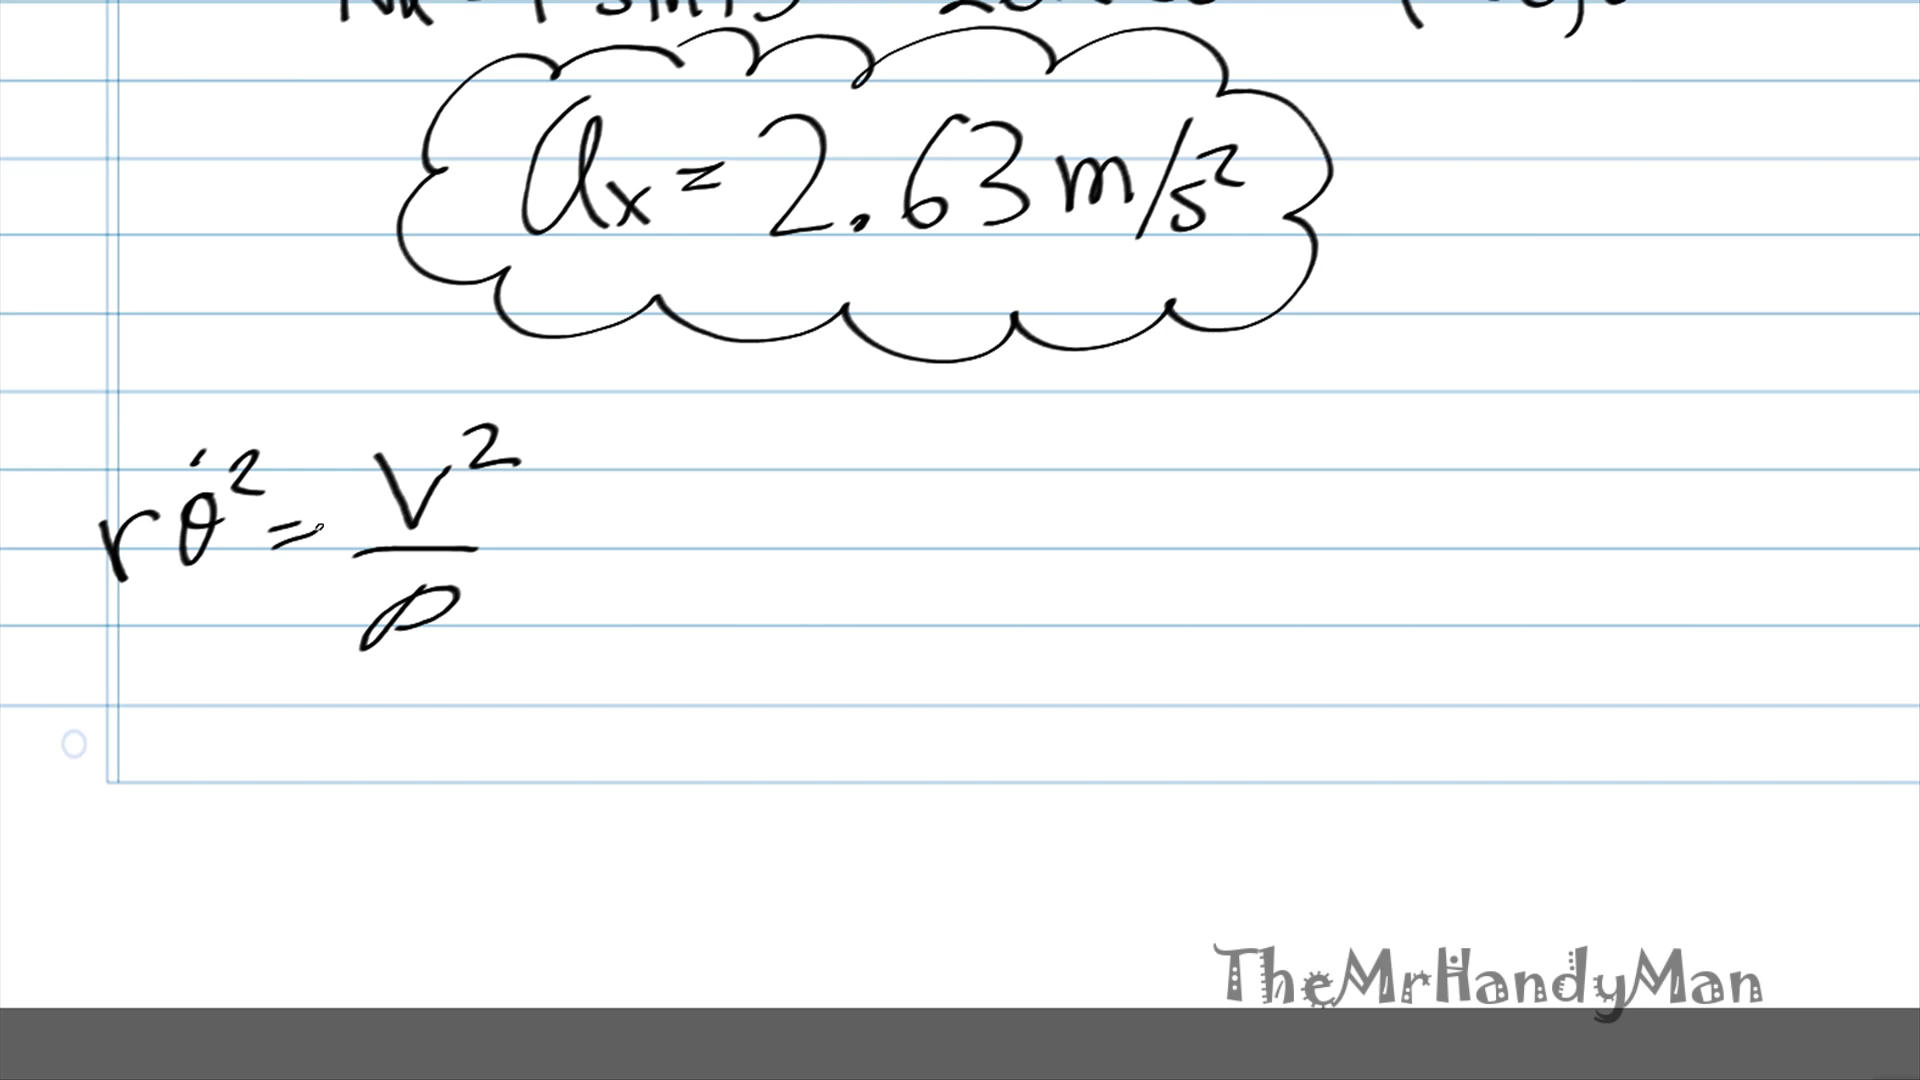 ax = 2.63 m/s²
rθ̇² = V²/ρ
TheMrHandyMan